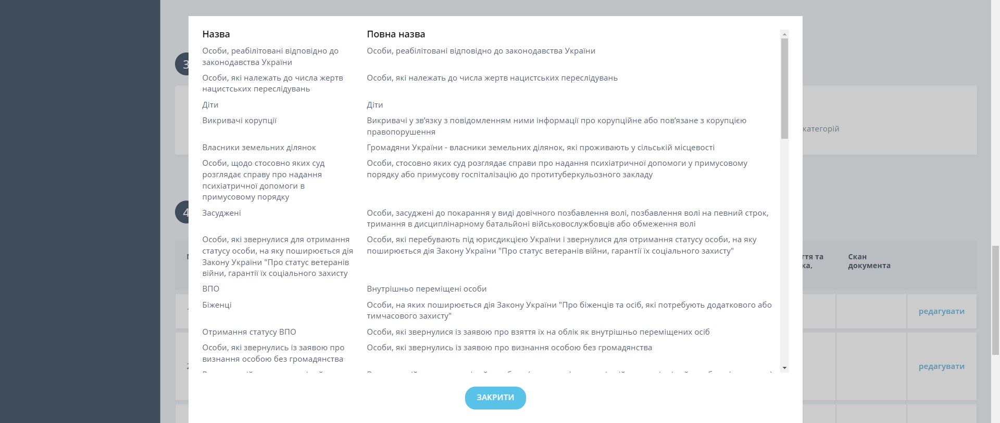 Назва
Повна назва
Особи, реабілітовані відповідно до
законодавства України
Особи, реабілітовані відповідно до законодавства України
Особи, які належать до числа жертв
нацистських переслідувань
Особи, які належать до числа жертв нацистських переслідувань
Діти
Діти
Викривачі корупції
Викривачі у зв’язку з повідомленням ними інформації про корупційне або пов’язане з корупцією
правопорушення
Власники земельних ділянок
Громадяни України - власники земельних ділянок, які проживають у сільській місцевості
Особи, щодо стосовно яких суд
розглядає справу про надання
психіатричної допомоги в
примусовому порядку
Особи, стосовно яких суд розглядає справи про надання психіатричної допомоги у примусовому
порядку або примусову госпіталізацію до протитуберкульозного закладу
Засуджені
Особи, засуджені до покарання у виді довічного позбавлення волі, позбавлення волі на певний строк,
тримання в дисциплінарному батальйоні військовослужбовців або обмеження волі
Особи, які звернулися для отримання
статусу особи, на яку поширюється дія
Закону України "Про статус ветеранів
війни, гарантії їх соціального захисту
Особи, які перебувають під юрисдикцією України і звернулися для отримання статусу особи, на яку
поширюється дія Закону України "Про статус ветеранів війни, гарантії їх соціального захисту"
ВПО
Внутрішньо переміщені особи
Біженці
Особи, на яких поширюється дія Закону України "Про біженців та осіб, які потребують додаткового або
тимчасового захисту"
Отримання статусу ВПО
Особи, які звернулися із заявою про взяття їх на облік як внутрішньо переміщених осіб
Особи, які звернулись із заявою про
визнання особою без громадянства
Особи, які звернулись із заявою про визнання особою без громадянства
ЗАКРИТИ
3
категорій
4
та
Скан
документа
редагувати
редагувати